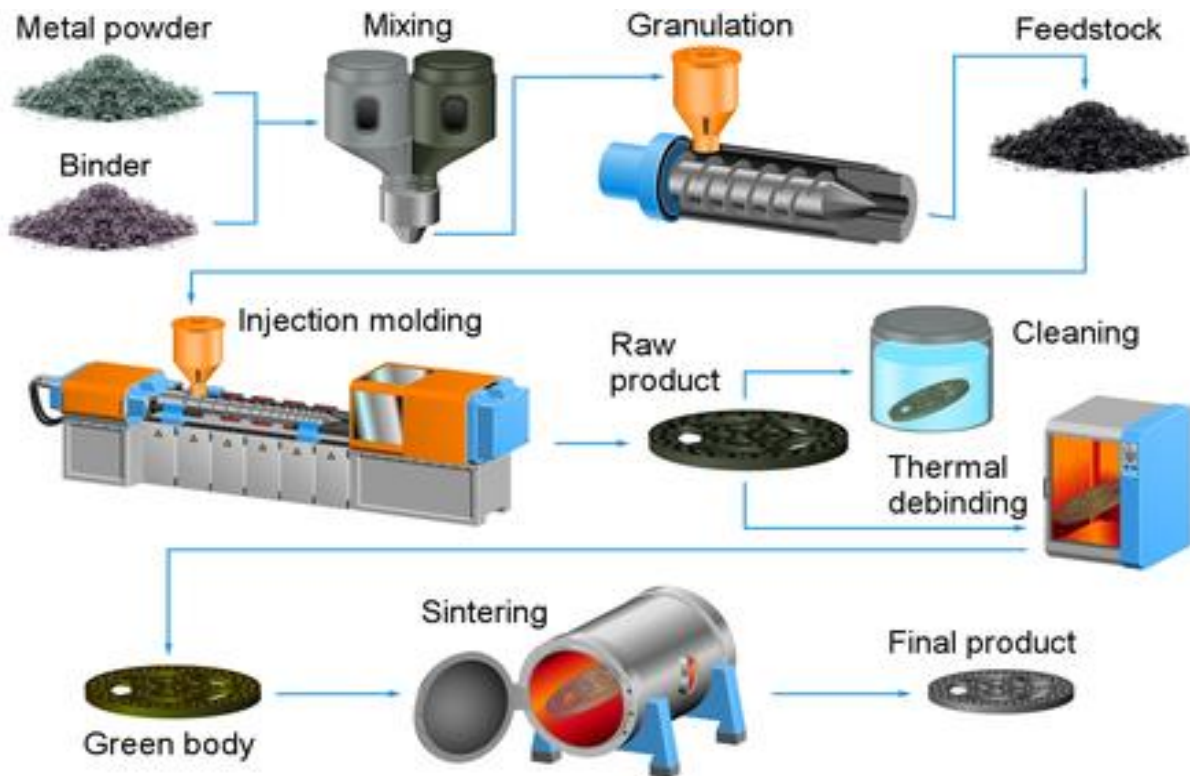 Metal powder
Mixing
Granulation
Feedstock
Binder
Injection molding
Raw
product
Cleaning
Thermal
debinding
Sintering
Final product
Green body